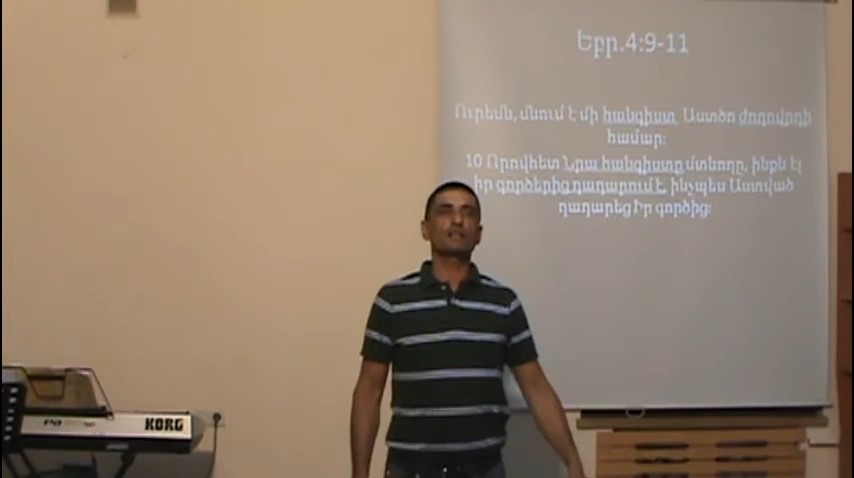 Եբր.4:9-11
Ուրեմն, մնում է մի հանգիստ Աստծո ժողովրդի
համար:
10 Որովհետ Նրա հանգիստը մտնողը, ինքն էլ
իր գործերից դադարում է, ինչպես Աստված
դադարեց Իր գործից:
KORG